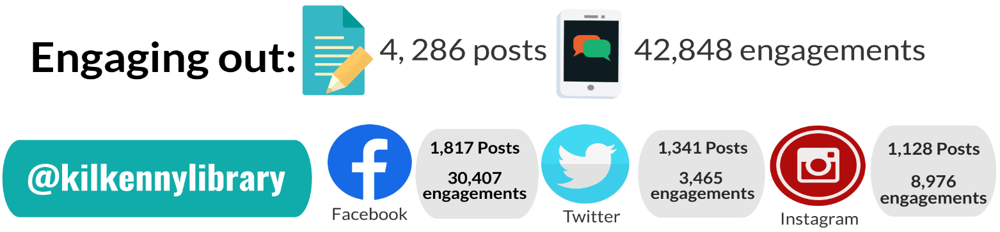 Engaging out: 4, 286 posts 42,848 engagements
@kilkennylibrary
Facebook
1,817 Posts
30,407
engagements
Twitter
1,341 Posts
3,465
engagements
Instagram
1,128 Posts
8,976
engagements